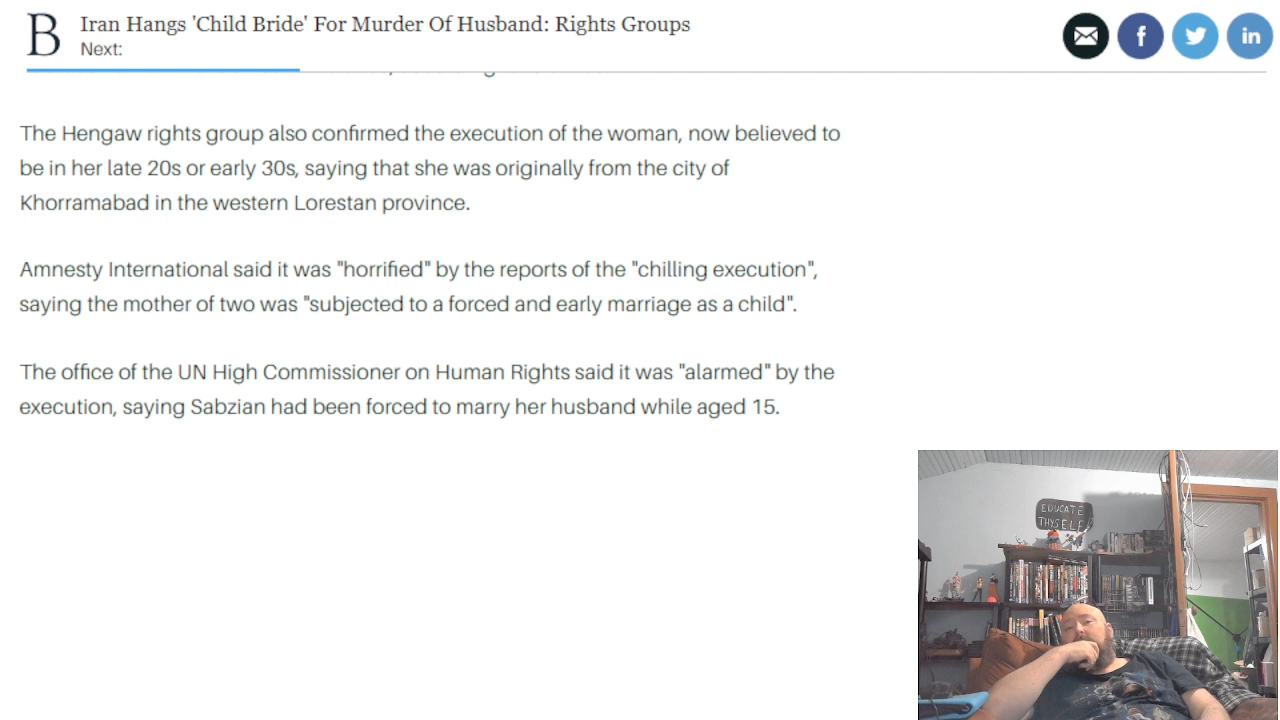 B
Iran Hangs 'Child Bride' For Murder Of Husband: Rights Groups
Next:
f
in
The Hengaw rights group also confirmed the execution of the woman, now believed to
be in her late 20s or early 30s, saying that she was originally from the city of
Khorramabad in the western Lorestan province.
Amnesty International said it was "horrified" by the reports of the "chilling execution",
saying the mother of two was "subjected to a forced and early marriage as a child".
The office of the UN High Commissioner on Human Rights said it was "alarmed" by the
execution, saying Sabzian had been forced to marry her husband while aged 15.
EDUCATE
THYSELF